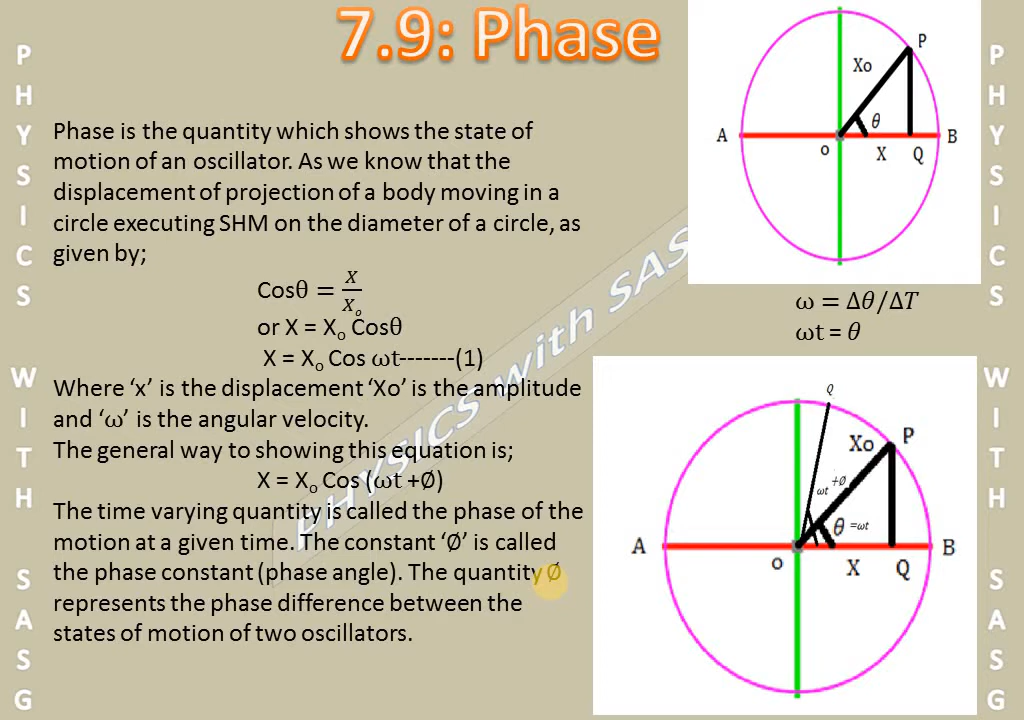 7.9: Phase
PHYSICS WITH SASG
Phase is the quantity which shows the state of
motion of an oscillator. As we know that the
displacement of projection of a body moving in a
circle executing SHM on the diameter of a circle, as
given by;
Cosθ = X/Xₒ
or X = Xₒ Cosθ
X = Xₒ Cos ωt-------(1)
Where ‘x’ is the displacement ‘Xo’ is the amplitude
and ‘ω’ is the angular velocity.
The general way to showing this equation is;
X = Xₒ Cos (ωt +Ø)
The time varying quantity is called the phase of the
motion at a given time. The constant ‘Ø’ is called
the phase constant (phase angle). The quantity Ø
represents the phase difference between the
states of motion of two oscillators.
PHYSICS with SAS
P
Xo
θ
A
B
o
X
Q
ω = Δθ/ΔT
ωt = θ
Q
P
Xo
ωt +Ø
θ =ωt
A
B
o
X
Q
PHYSICS WITH SASG